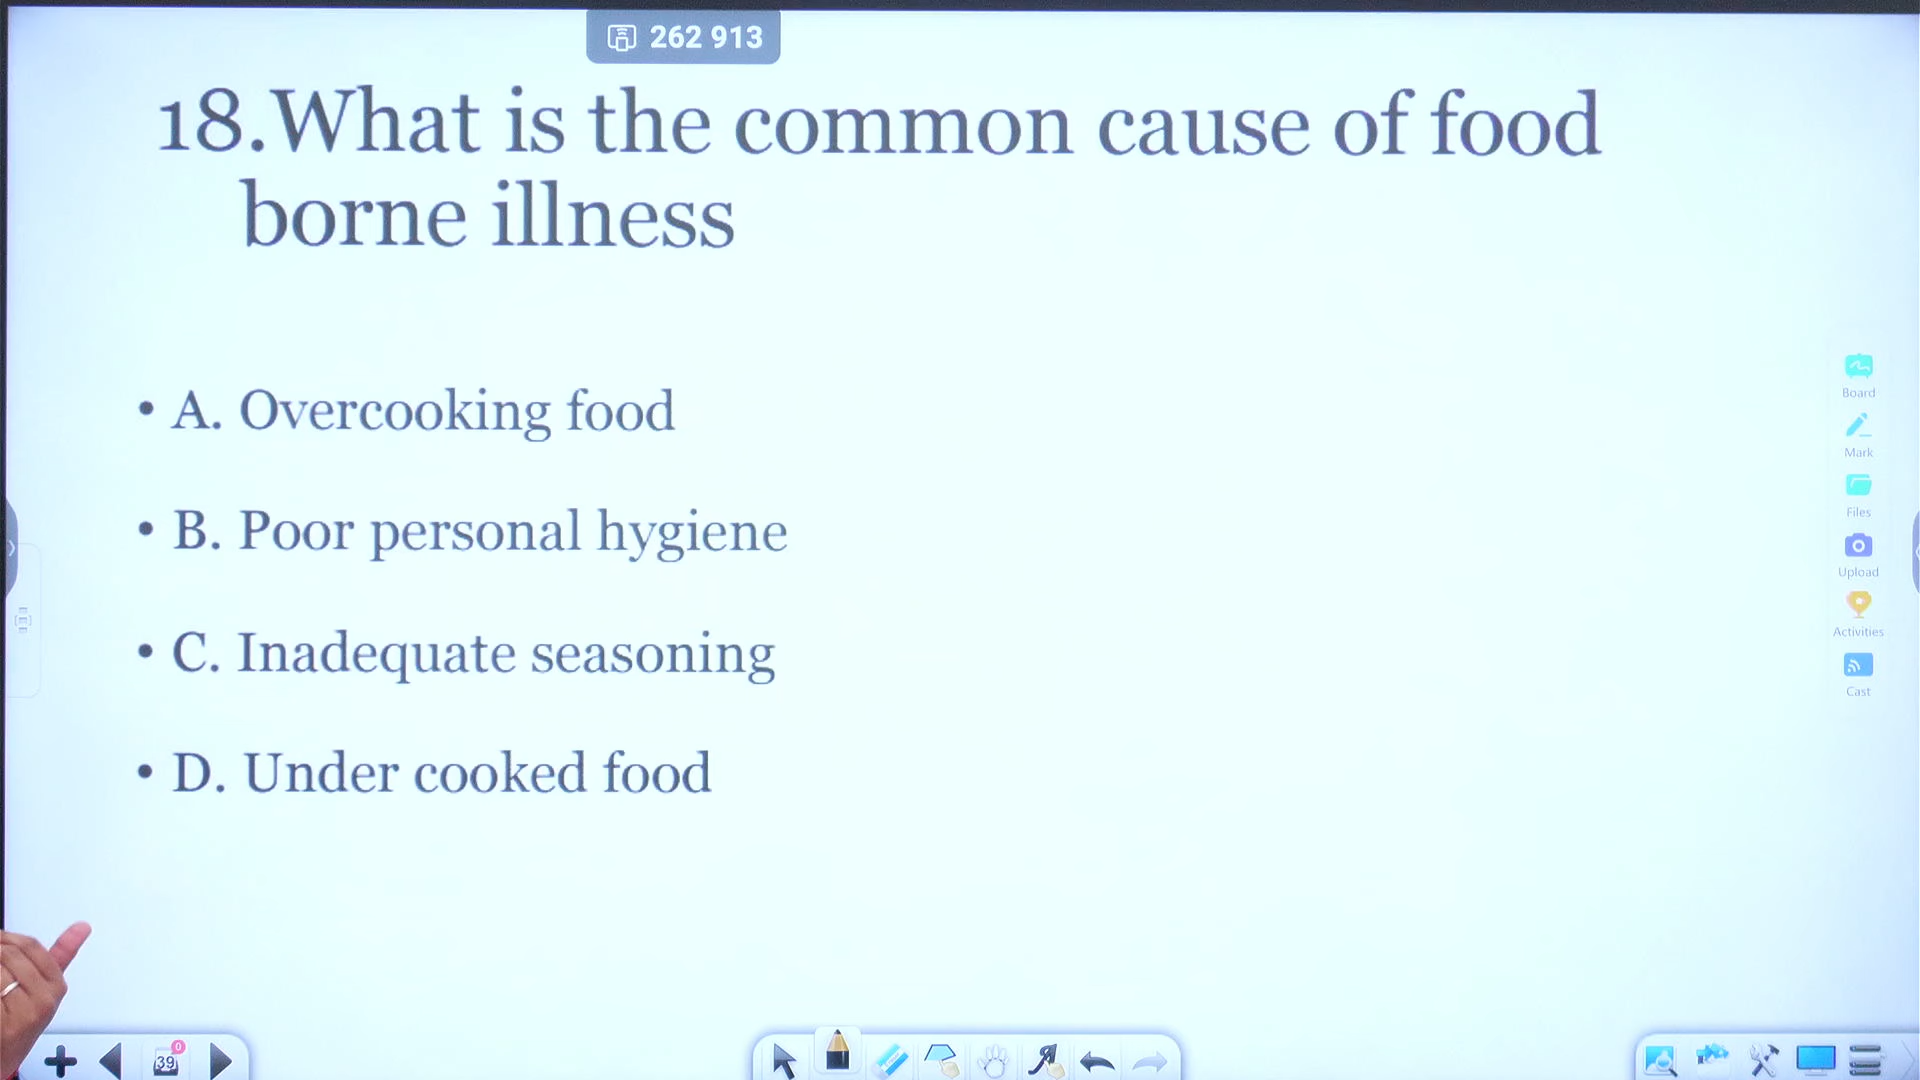 262 913
18.What is the common cause of food
borne illness
• A. Overcooking food
• B. Poor personal hygiene
• C. Inadequate seasoning
• D. Under cooked food
Board
Mark
Files
Upload
Activities
Cast
39
0